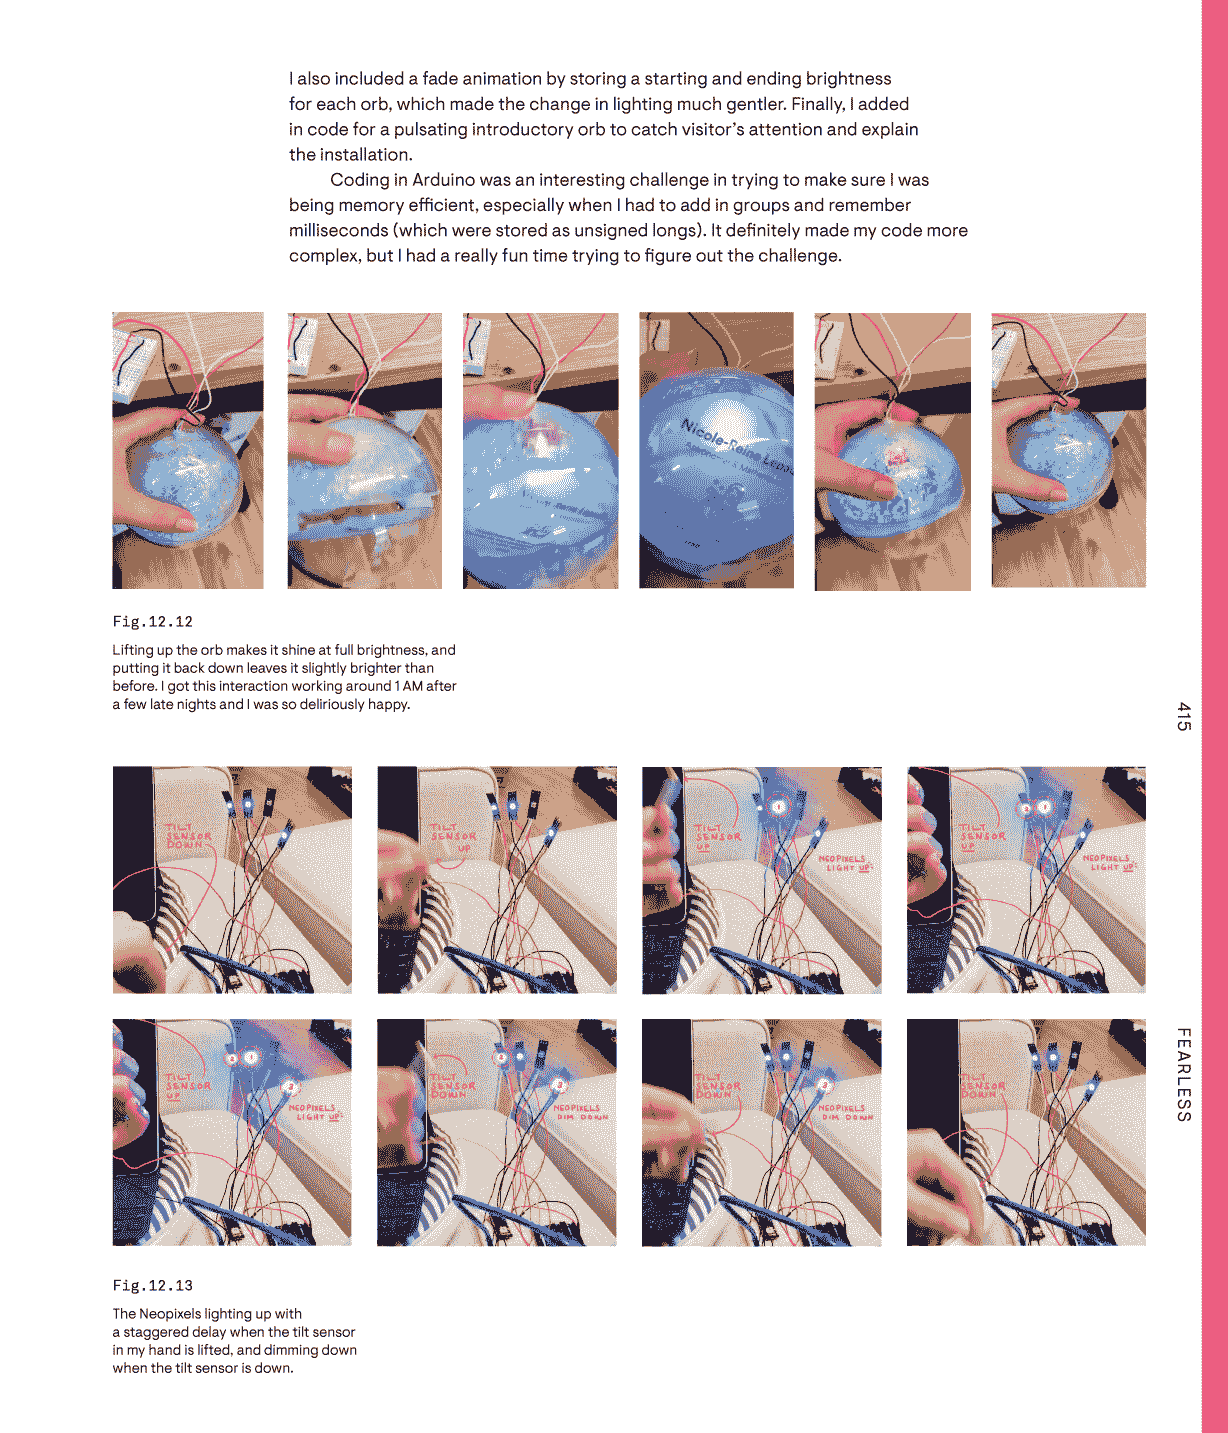 I also included a fade animation by storing a starting and ending brightness
for each orb, which made the change in lighting much gentler. Finally, I added
in code for a pulsating introductory orb to catch visitor's attention and explain
the installation.
Coding in Arduino was an interesting challenge in trying to make sure I was
being memory efficient, especially when I had to add in groups and remember
milliseconds (which were stored as unsigned longs). It definitely made my code more
complex, but I had a really fun time trying to figure out the challenge.
Nicole-Reine
Fig.12.12
Lifting up the orb makes it shine at full brightness, and
putting it back down leaves it slightly brighter than
before. I got this interaction working around 1 AM after
a few late nights and I was so deliriously happy.
415
TILT
SENSOR
DOWN
TILT
SENSOR
UP
TILT
SENSOR
UP
1
NEOPIXELS
LIGHT UP
TILT
SENSOR
UP
2
1
NEOPIXELS
LIGHT UP
TILT
SENSOR
UP
2
1
3
NEOPIXELS
LIGHT UP
TILT
SENSOR
DOWN
2
3
NEOPIXELS
DIM DOWN
TILT
SENSOR
DOWN
3
NEOPIXELS
DIM DOWN
TILT
SENSOR
DOWN
FEARLESS
Fig.12.13
The Neopixels lighting up with
a staggered delay when the tilt sensor
in my hand is lifted, and dimming down
when the tilt sensor is down.